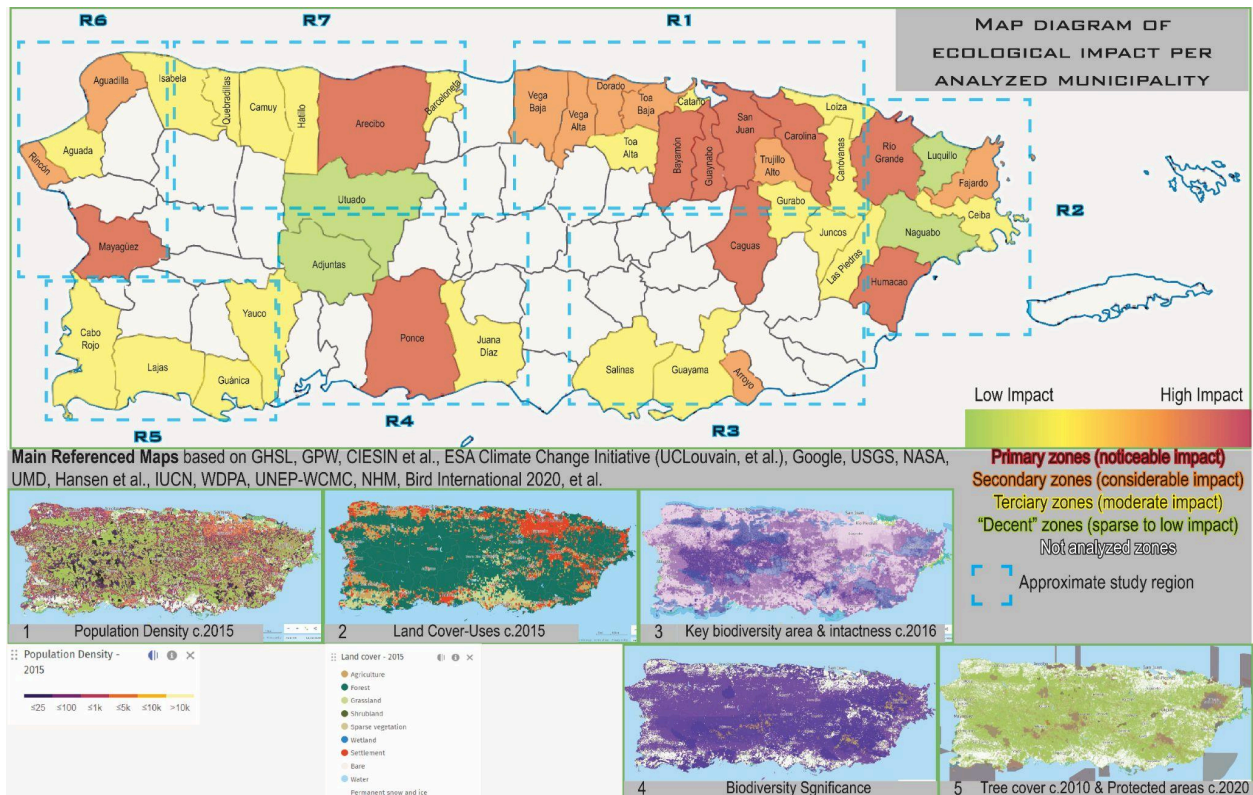 R6
R7
R1
MAP DIAGRAM OF
ECOLOGICAL IMPACT PER
ANALYZED MUNICIPALITY
Aguadilla
Isabela
Quebradillas
Camuy
Hatillo
Arecibo
Barceloneta
Vega
Baja
Vega
Alta
Dorado
Toa
Baja
Cataño
Toa
Alta
Bayamón
Guaynabo
San
Juan
Carolina
Trujillo
Alto
Loiza
Canóvanas
Rio
Grande
Luquillo
Fajardo
Ceiba
R2
Rincón
Aguada
Utuado
Gurabo
Juncos
Naguabo
Mayagüez
Adjuntas
Caguas
Las Piedras
Humacao
Cabo
Rojo
Yauco
Ponce
Juana
Díaz
Lajas
Guánica
Salinas
Guayama
Arroyo
R5
R4
R3
Low Impact
High Impact
Main Referenced Maps based on GHSL, GPW, CIESIN et al., ESA Climate Change Initiative (UCLouvain, et al.), Google, USGS, NASA,
UMD, Hansen et al., IUCN, WDPA, UNEP-WCMC, NHM, Bird International 2020, et al.
Primary zones (noticeable impact)
Secondary zones (considerable impact)
Terciary zones (moderate impact)
“Decent” zones (sparse to low impact)
Not analyzed zones
Approximate study region
1 Population Density c.2015
2 Land Cover-Uses c.2015
3 Key biodiversity area & intactness c.2016
Population Density -
2015
≤25 ≤100 ≤1k ≤5k ≤10k >10k
Land cover - 2015
Agriculture
Forest
Grassland
Shrubland
Sparse vegetation
Wetland
Settlement
Bare
Water
Permanent snow and ice
4 Biodiversity Sgnificance
5 Tree cover c.2010 & Protected areas c.2020